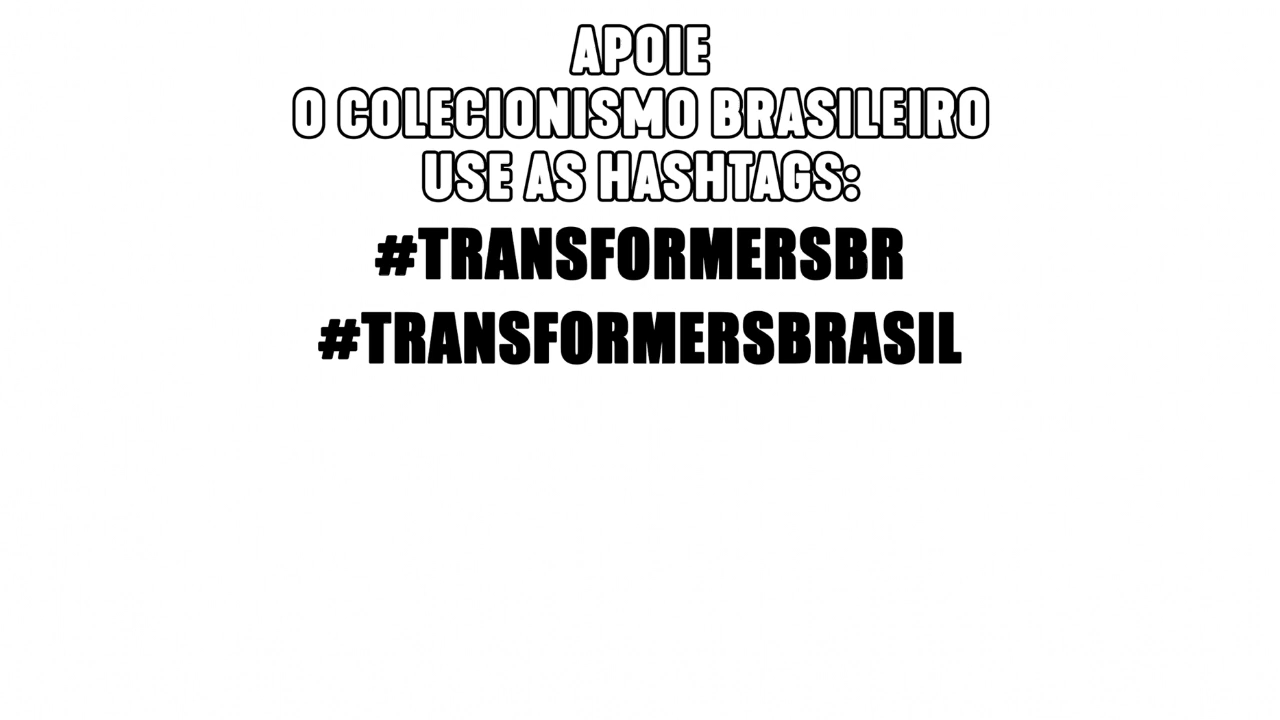 APOIE
O COLECIONISMO BRASILEIRO
USE AS HASHTAGS:
#TRANSFORMERSBR
#TRANSFORMERSBRASIL